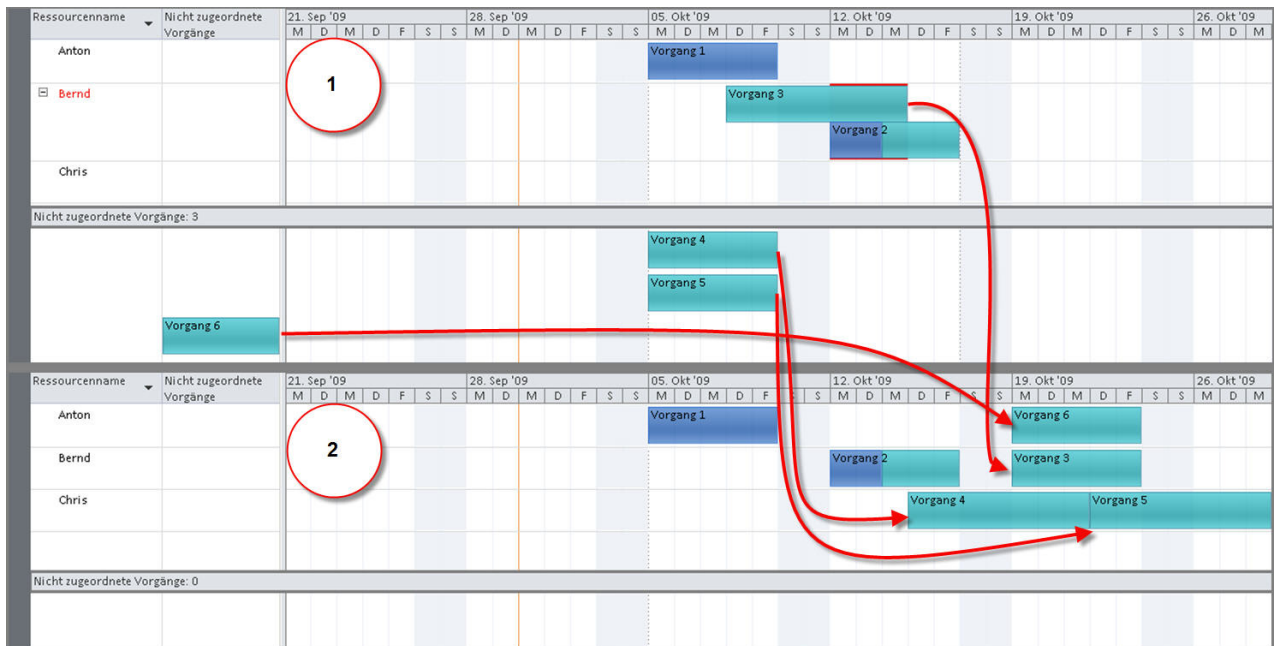 Ressourcenname Nicht zugeordnete Vorgänge 21. Sep '09 28. Sep '09 05. Okt '09 12. Okt '09 19. Okt '09 26. Okt '09
M D M D F S S M D M D F S S M D M D F S S M D M D F S S M D M D F S S M D M
Anton Vorgang 1
1
Bernd Vorgang 3
Vorgang 2
Chris
Nicht zugeordnete Vorgänge: 3
Vorgang 4
Vorgang 5
Vorgang 6
Ressourcenname Nicht zugeordnete Vorgänge 21. Sep '09 28. Sep '09 05. Okt '09 12. Okt '09 19. Okt '09 26. Okt '09
M D M D F S S M D M D F S S M D M D F S S M D M D F S S M D M D F S S M D M
Anton Vorgang 1 Vorgang 6
2
Bernd Vorgang 2 Vorgang 3
Chris Vorgang 4 Vorgang 5
Nicht zugeordnete Vorgänge: 0